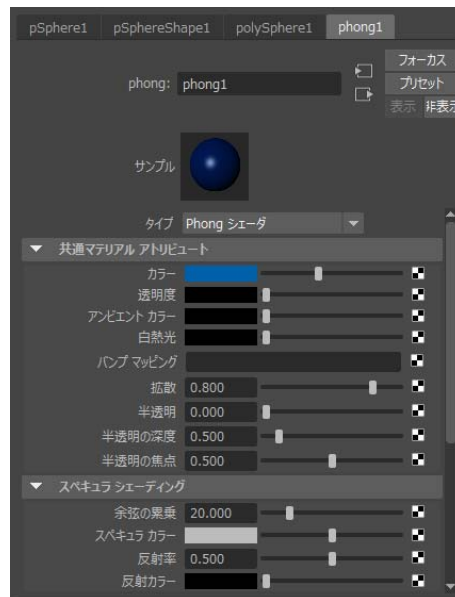 pSphere1 pSphereShape1 polySphere1 phong1
フォーカス
phong: phong1
プリセット
表示 非表示
サンプル
タイプ Phong シェーダ
共通マテリアル アトリビュート
カラー
透明度
アンビエント カラー
白熱光
バンプ マッピング
拡散 0.800
半透明 0.000
半透明の深度 0.500
半透明の焦点 0.500
スペキュラ シェーディング
余弦の累乗 20.000
スペキュラ カラー
反射率 0.500
反射カラー